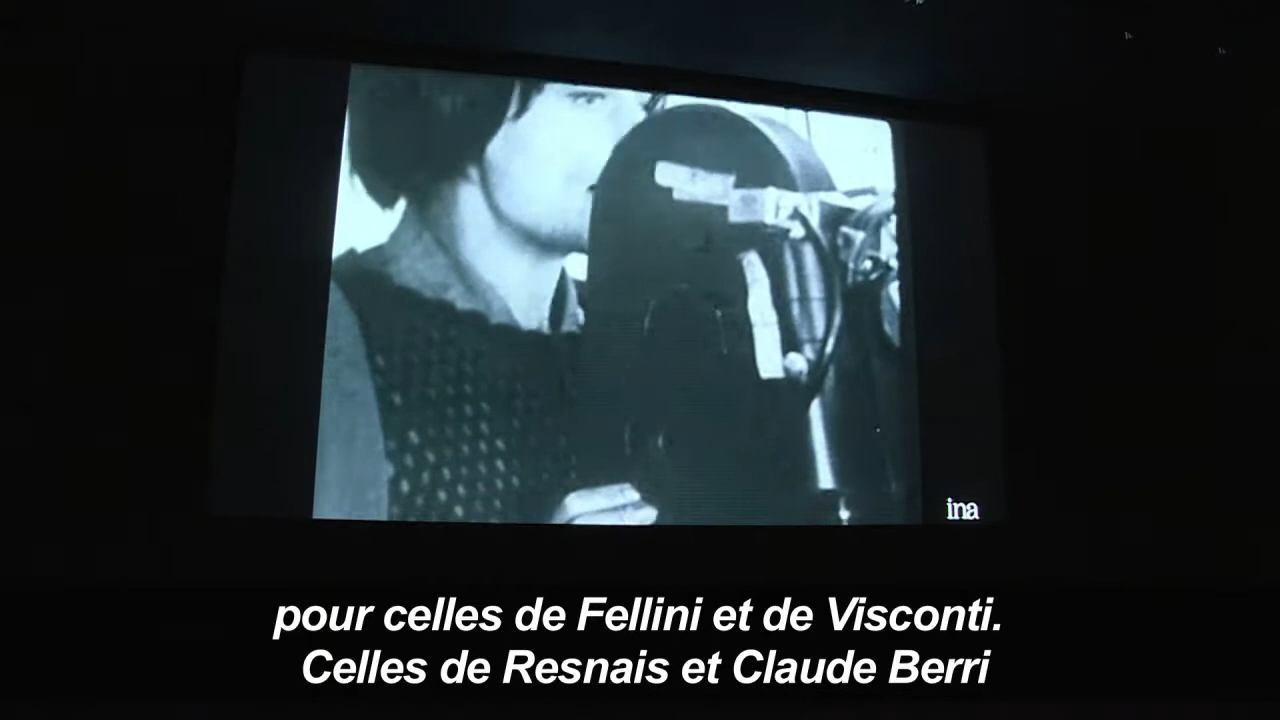 ina
pour celles de Fellini et de Visconti.
Celles de Resnais et Claude Berri